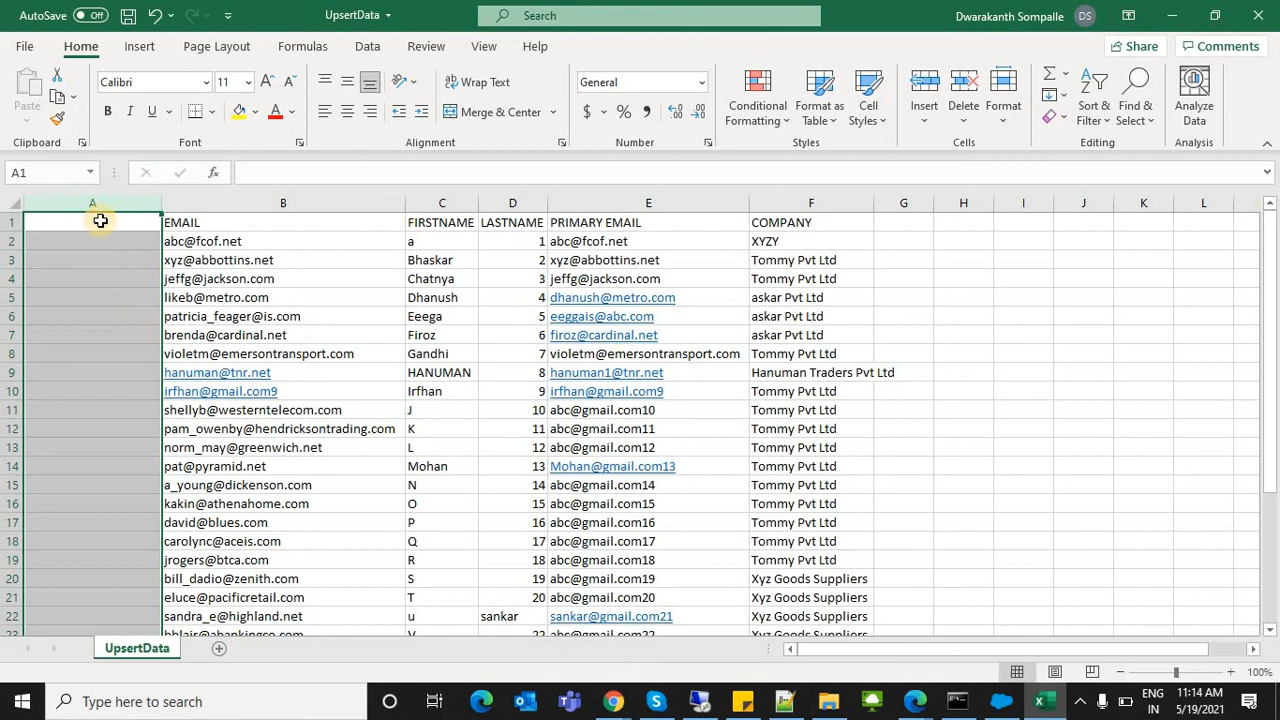 AutoSave Off UpsertData Search Dwarakanth Sompalle DS
File Home Insert Page Layout Formulas Data Review View Help Share Comments
Calibri 11 Wrap Text General
Paste Merge & Center Conditional Formatting Format as Table Cell Styles Insert Delete Format Sort & Filter Find & Select Analyze Data
Clipboard Font Alignment Number Styles Cells Editing Analysis
A1
A B C D E F G H I J K L
1 EMAIL FIRSTNAME LASTNAME PRIMARY EMAIL COMPANY
2 abc@fcof.net a 1 abc@fcof.net XYZY
3 xyz@abbottins.net Bhaskar 2 xyz@abbottins.net Tommy Pvt Ltd
4 jeffg@jackson.com Chatnya 3 jeffg@jackson.com Tommy Pvt Ltd
5 likeb@metro.com Dhanush 4 dhanush@metro.com askar Pvt Ltd
6 patricia_feager@is.com Eeega 5 eeggais@abc.com askar Pvt Ltd
7 brenda@cardinal.net Firoz 6 firoz@cardinal.net askar Pvt Ltd
8 violetm@emersontransport.com Gandhi 7 violetm@emersontransport.com Tommy Pvt Ltd
9 hanuman@tnr.net HANUMAN 8 hanuman1@tnr.net Hanuman Traders Pvt Ltd
10 irfhan@gmail.com9 Irfhan 9 irfhan@gmail.com9 Tommy Pvt Ltd
11 shellyb@westerntelecom.com J 10 abc@gmail.com10 Tommy Pvt Ltd
12 pam_owenby@hendricksontrading.com K 11 abc@gmail.com11 Tommy Pvt Ltd
13 norm_may@greenwich.net L 12 abc@gmail.com12 Tommy Pvt Ltd
14 pat@pyramid.net Mohan 13 Mohan@gmail.com13 Tommy Pvt Ltd
15 a_young@dickenson.com N 14 abc@gmail.com14 Tommy Pvt Ltd
16 kakin@athenahome.com O 15 abc@gmail.com15 Tommy Pvt Ltd
17 david@blues.com P 16 abc@gmail.com16 Tommy Pvt Ltd
18 carolync@aceis.com Q 17 abc@gmail.com17 Tommy Pvt Ltd
19 jrogers@btca.com R 18 abc@gmail.com18 Tommy Pvt Ltd
20 bill_dadio@zenith.com S 19 abc@gmail.com19 Xyz Goods Suppliers
21 eluce@pacificretail.com T 20 abc@gmail.com20 Xyz Goods Suppliers
22 sandra_e@highland.net u sankar sankar@gmail.com21 Xyz Goods Suppliers
23 bblair@abankingco.com V 22 abc@gmail.com22 Xyz Goods Suppliers
UpsertData
100%
Type here to search ENG 11:14 AM
IN 5/19/2021